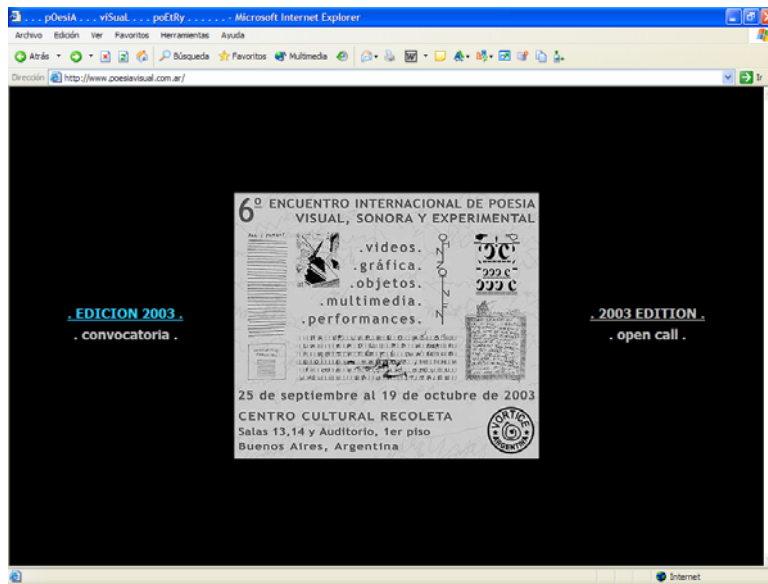 . . . pOesiA . . . viSuaL . . . . poEtRy . . . . . . - Microsoft Internet Explorer
Archivo Edición Ver Favoritos Herramientas Ayuda
Atrás Búsqueda Favoritos Multimedia
Dirección http://www.poesiavisual.com.ar/ Ir
6º ENCUENTRO INTERNACIONAL DE POESIA
VISUAL, SONORA Y EXPERIMENTAL
.videos.
.gráfica.
.objetos.
.multimedia.
.performances.
. EDICION 2003 .
. convocatoria .
. 2003 EDITION .
. open call .
25 de septiembre al 19 de octubre de 2003
CENTRO CULTURAL RECOLETA
Salas 13,14 y Auditorio, 1er piso
Buenos Aires, Argentina
VORTICE
ARGENTINA
Internet